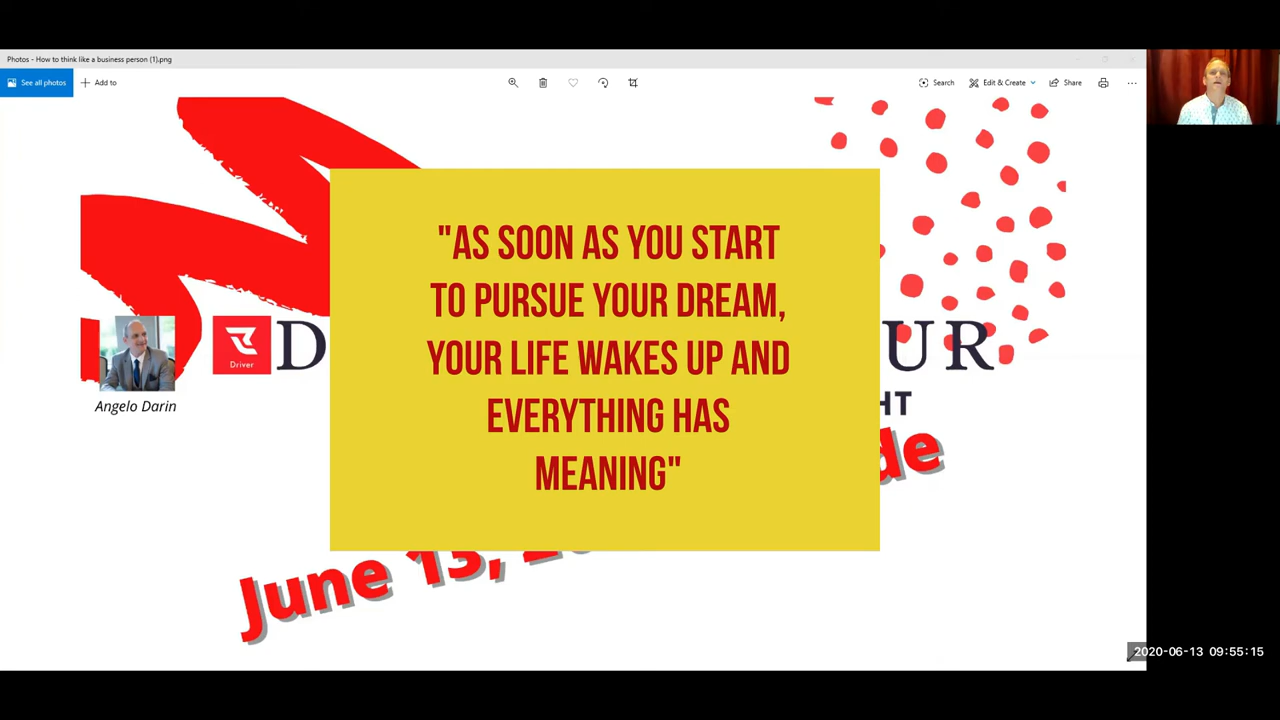 Photos - How to think like a business person (1).png
See all photos
Add to
Search
Edit & Create
Share
"AS SOON AS YOU START
TO PURSUE YOUR DREAM,
YOUR LIFE WAKES UP AND
EVERYTHING HAS
MEANING"
Driver
Angelo Darin
June 13,
2020-06-13 09:55:15